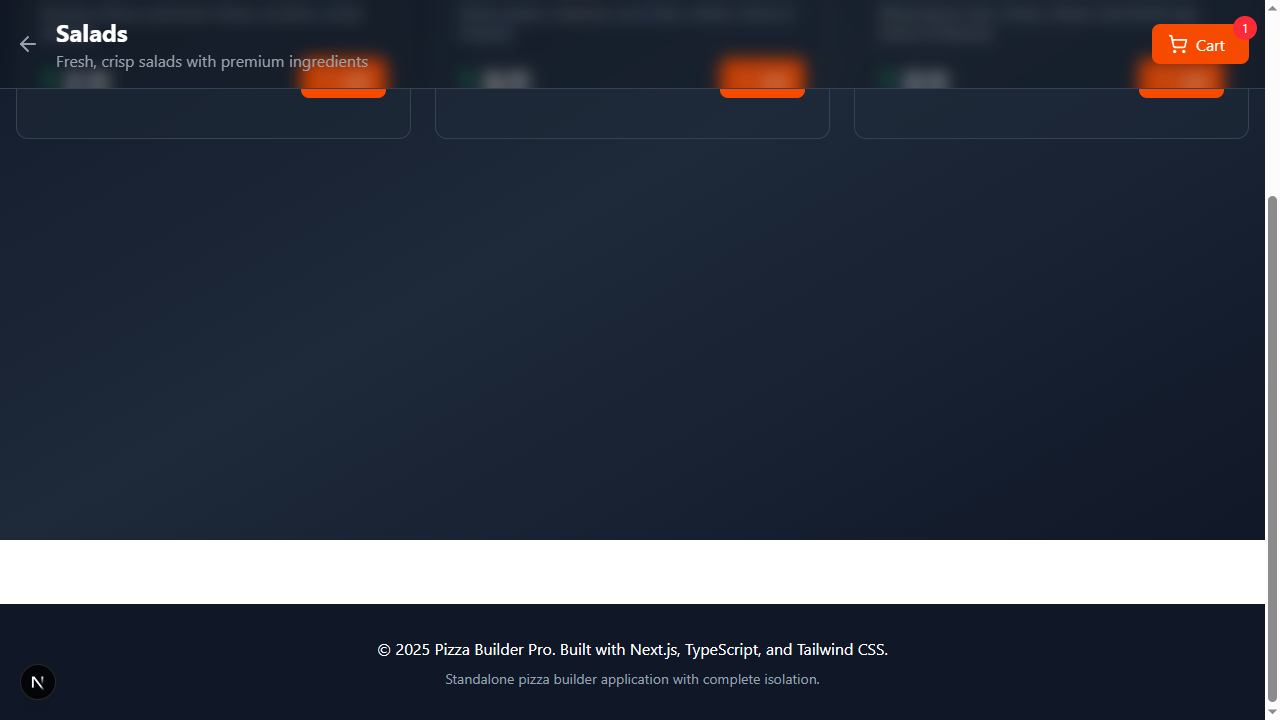 Salads
Fresh, crisp salads with premium ingredients
1
Cart
© 2025 Pizza Builder Pro. Built with Next.js, TypeScript, and Tailwind CSS.
Standalone pizza builder application with complete isolation.
N